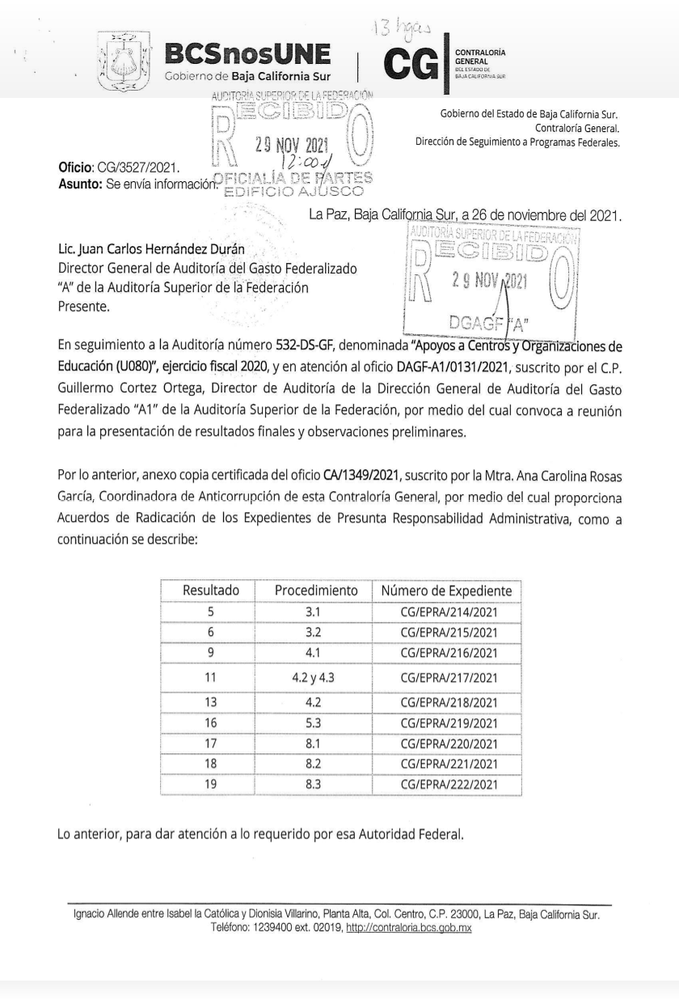 13 hojas
BCSnosUNE
Gobierno de Baja California Sur
CG
CONTRALORÍA
GENERAL
DEL ESTADO DE
BAJA CALIFORNIA SUR
AUDITORÍA SUPERIOR DE LA FEDERACIÓN
RECIBIDO
29 NOV 2021
12:00
OFICIALÍA DE PARTES
EDIFICIO AJUSCO
Gobierno del Estado de Baja California Sur.
Contraloría General.
Dirección de Seguimiento a Programas Federales.
Oficio: CG/3527/2021.
Asunto: Se envía información.
La Paz, Baja California Sur, a 26 de noviembre del 2021.
AUDITORÍA SUPERIOR DE LA FEDERACIÓN
RECIBIDO
29 NOV 2021
DGAGF "A"
Lic. Juan Carlos Hernández Durán
Director General de Auditoría del Gasto Federalizado
“A” de la Auditoría Superior de la Federación
Presente.
En seguimiento a la Auditoría número 532-DS-GF, denominada “Apoyos a Centros y Organizaciones de
Educación (U080)”, ejercicio fiscal 2020, y en atención al oficio DAGF-A1/0131/2021, suscrito por el C.P.
Guillermo Cortez Ortega, Director de Auditoría de la Dirección General de Auditoría del Gasto
Federalizado “A1” de la Auditoría Superior de la Federación, por medio del cual convoca a reunión
para la presentación de resultados finales y observaciones preliminares.
Por lo anterior, anexo copia certificada del oficio CA/1349/2021, suscrito por la Mtra. Ana Carolina Rosas
García, Coordinadora de Anticorrupción de esta Contraloría General, por medio del cual proporciona
Acuerdos de Radicación de los Expedientes de Presunta Responsabilidad Administrativa, como a
continuación se describe:
Resultado Procedimiento Número de Expediente
5 3.1 CG/EPRA/214/2021
6 3.2 CG/EPRA/215/2021
9 4.1 CG/EPRA/216/2021
11 4.2 y 4.3 CG/EPRA/217/2021
13 4.2 CG/EPRA/218/2021
16 5.3 CG/EPRA/219/2021
17 8.1 CG/EPRA/220/2021
18 8.2 CG/EPRA/221/2021
19 8.3 CG/EPRA/222/2021
Lo anterior, para dar atención a lo requerido por esa Autoridad Federal.
Ignacio Allende entre Isabel la Católica y Dionisia Villarino, Planta Alta, Col. Centro, C.P. 23000, La Paz, Baja California Sur.
Teléfono: 1239400 ext. 02019, http://contraloria.bcs.gob.mx